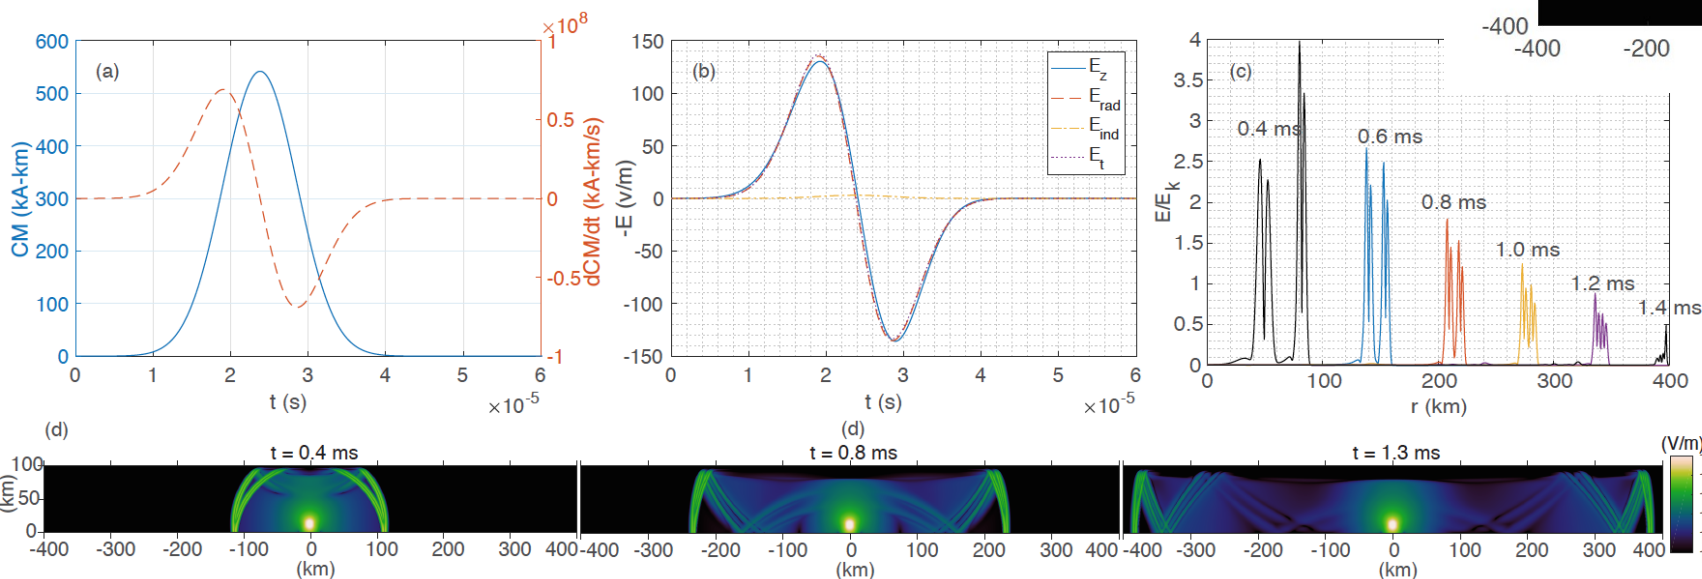 (a)
×10^8
CM (kA-km)
600
500
400
300
200
100
0
1
0.5
0
-0.5
-1
dCM/dt (kA-km/s)
0 1 2 3 4 5 6
t (s)
×10^-5
(b)
-E (v/m)
150
100
50
0
-50
-100
-150
E_z
E_rad
E_ind
E_t
0 1 2 3 4 5 6
t (s)
×10^-5
-400
-400 -200
(c)
E/E_k
4
3.5
3
2.5
2
1.5
1
0.5
0
0.4 ms
0.6 ms
0.8 ms
1.0 ms
1.2 ms
1.4 ms
0 100 200 300 400
r (km)
(d)
(d)
t = 0.4 ms
t = 0.8 ms
t = 1.3 ms
(V/m)
(km)
100
50
0
-400 -300 -200 -100 0 100 200 300 400
(km)
-400 -300 -200 -100 0 100 200 300 400
(km)
-400 -300 -200 -100 0 100 200 300 400
(km)